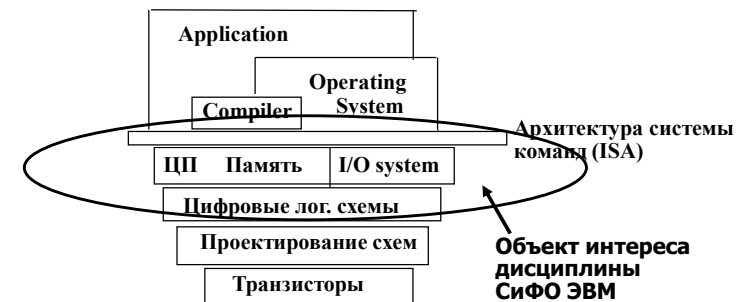 Application
Operating
System
Compiler
Архитектура системы
команд (ISA)
ЦП Память I/O system
Цифровые лог. схемы
Проектирование схем
Транзисторы
Объект интереса
дисциплины
СиФО ЭВМ